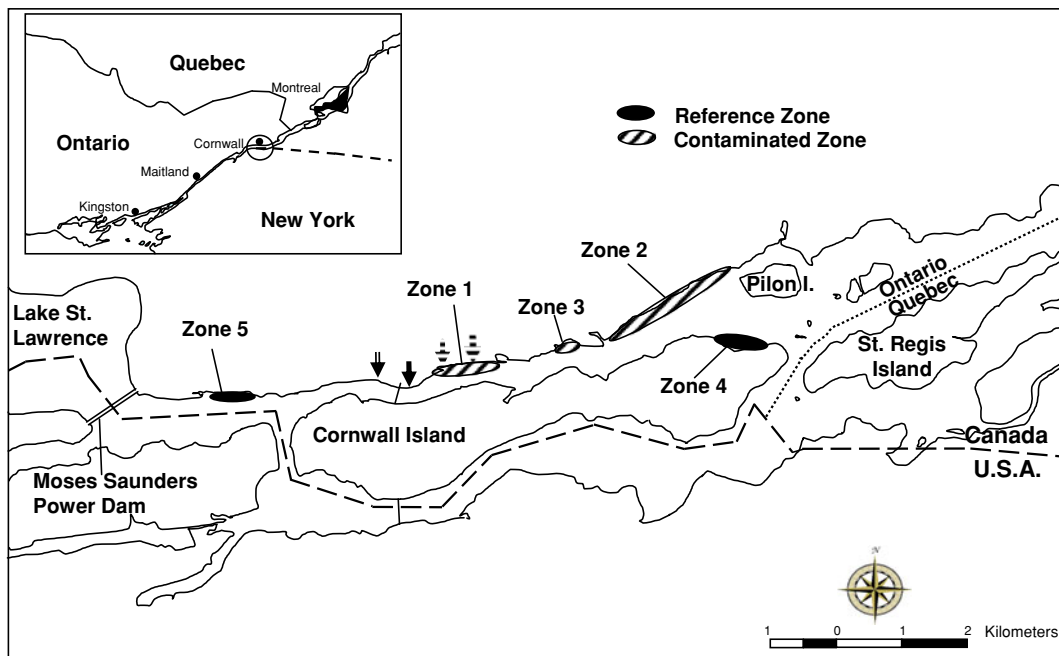 Quebec
Montreal
Ontario
Cornwall
Maitland
Kingston
New York
Reference Zone
Contaminated Zone
Zone 2
Pilon I.
Ontario
Quebec
Zone 1
Zone 3
Lake St.
Lawrence
Zone 5
St. Regis
Island
Zone 4
Cornwall Island
Canada
U.S.A.
Moses Saunders
Power Dam
N
1 0 1 2 Kilometers